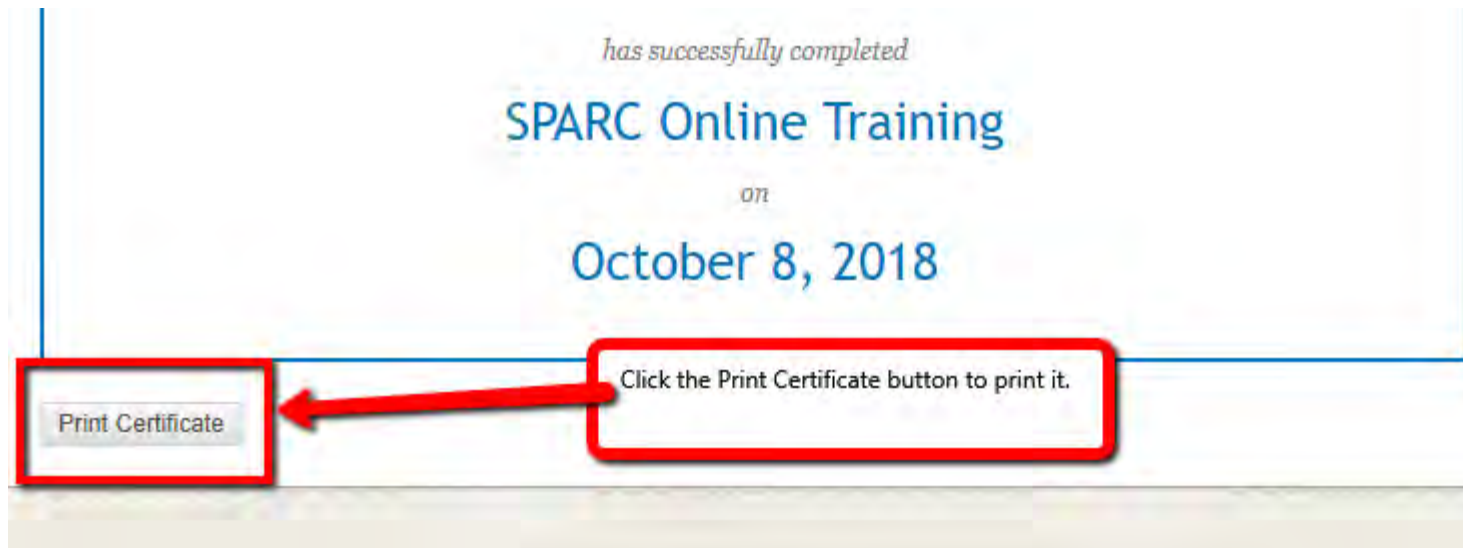 has successfully completed
SPARC Online Training
on
October 8, 2018
Click the Print Certificate button to print it.
Print Certificate